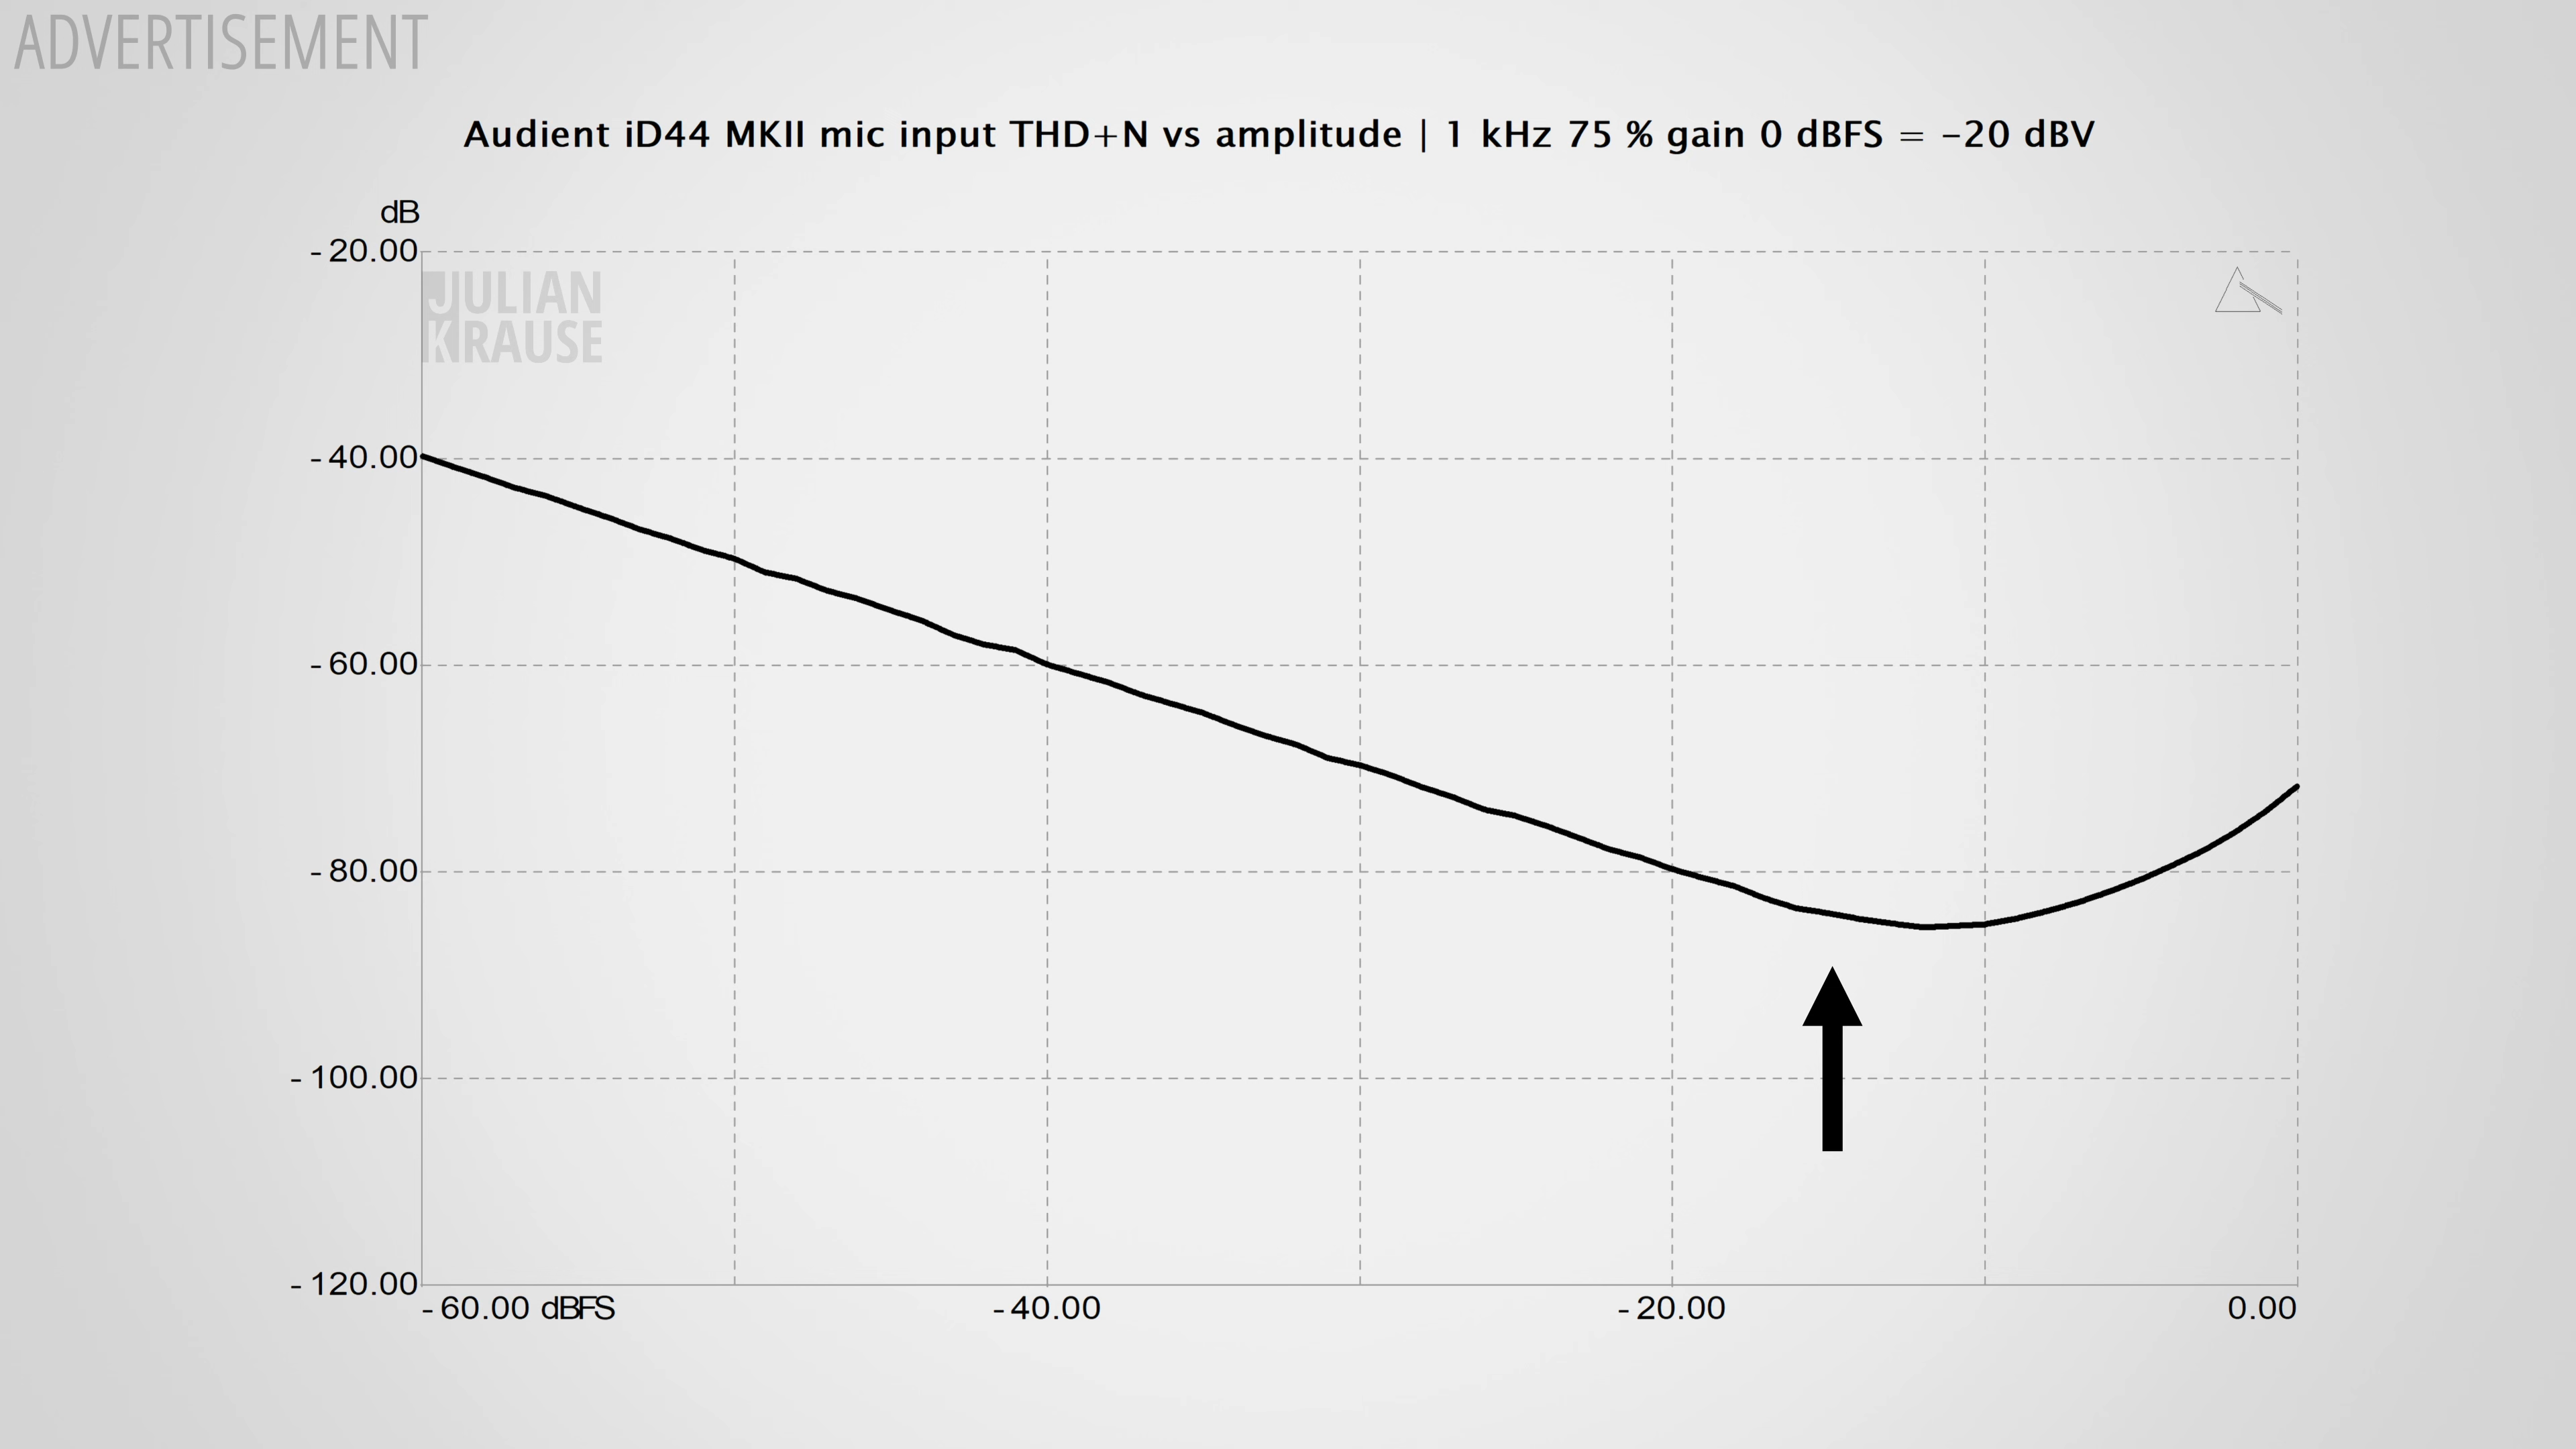 ADVERTISEMENT
Audient iD44 MKII mic input THD+N vs amplitude | 1 kHz 75 % gain 0 dBFS = -20 dBV
dB
-20.00
JULIAN
KRAUSE
-40.00
-60.00
-80.00
-100.00
-120.00
-60.00 dBFS -40.00 -20.00 0.00